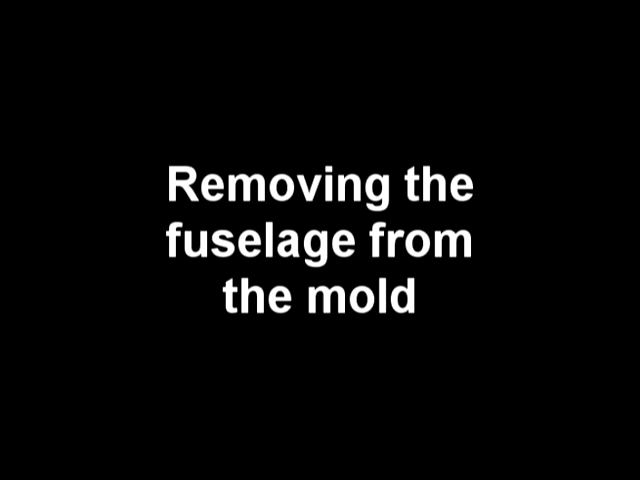 Removing the
fuselage from
the mold